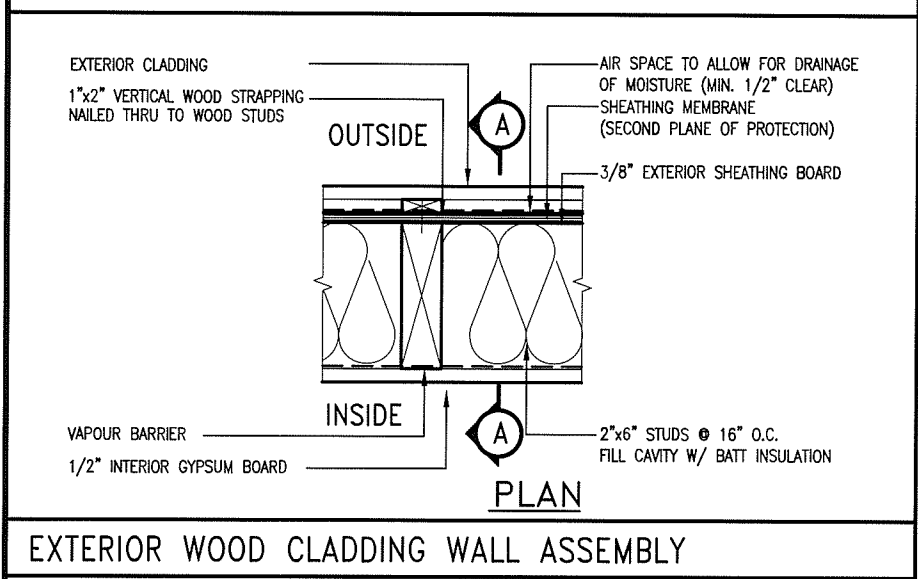 EXTERIOR CLADDING
1"x2" VERTICAL WOOD STRAPPING
NAILED THRU TO WOOD STUDS
OUTSIDE
A
AIR SPACE TO ALLOW FOR DRAINAGE
OF MOISTURE (MIN. 1/2" CLEAR)
SHEATHING MEMBRANE
(SECOND PLANE OF PROTECTION)
3/8" EXTERIOR SHEATHING BOARD
INSIDE
VAPOUR BARRIER
1/2" INTERIOR GYPSUM BOARD
A
2"x6" STUDS @ 16" O.C.
FILL CAVITY W/ BATT INSULATION
PLAN
EXTERIOR WOOD CLADDING WALL ASSEMBLY